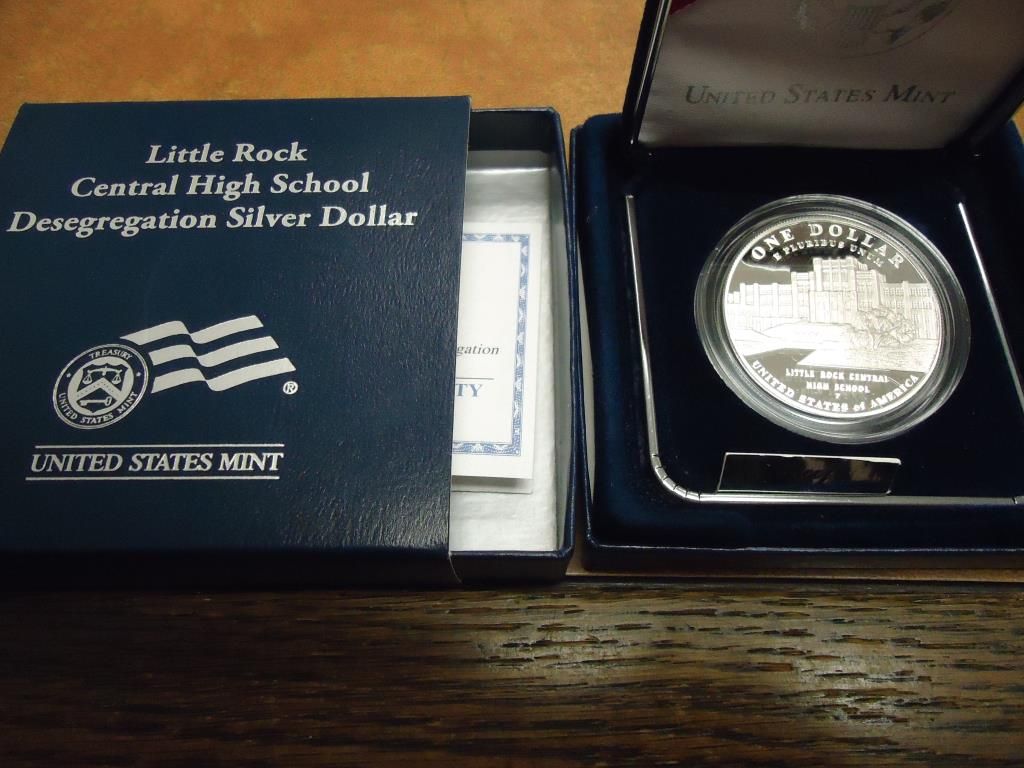 Little Rock
Central High School
Desegregation Silver Dollar
TREASURY
UNITED STATES MINT
®
UNITED STATES MINT
gation
TY
UNITED STATES MINT
ONE DOLLAR
E PLURIBUS UNUM
LITTLE ROCK CENTRAL
HIGH SCHOOL
P
UNITED STATES of AMERICA